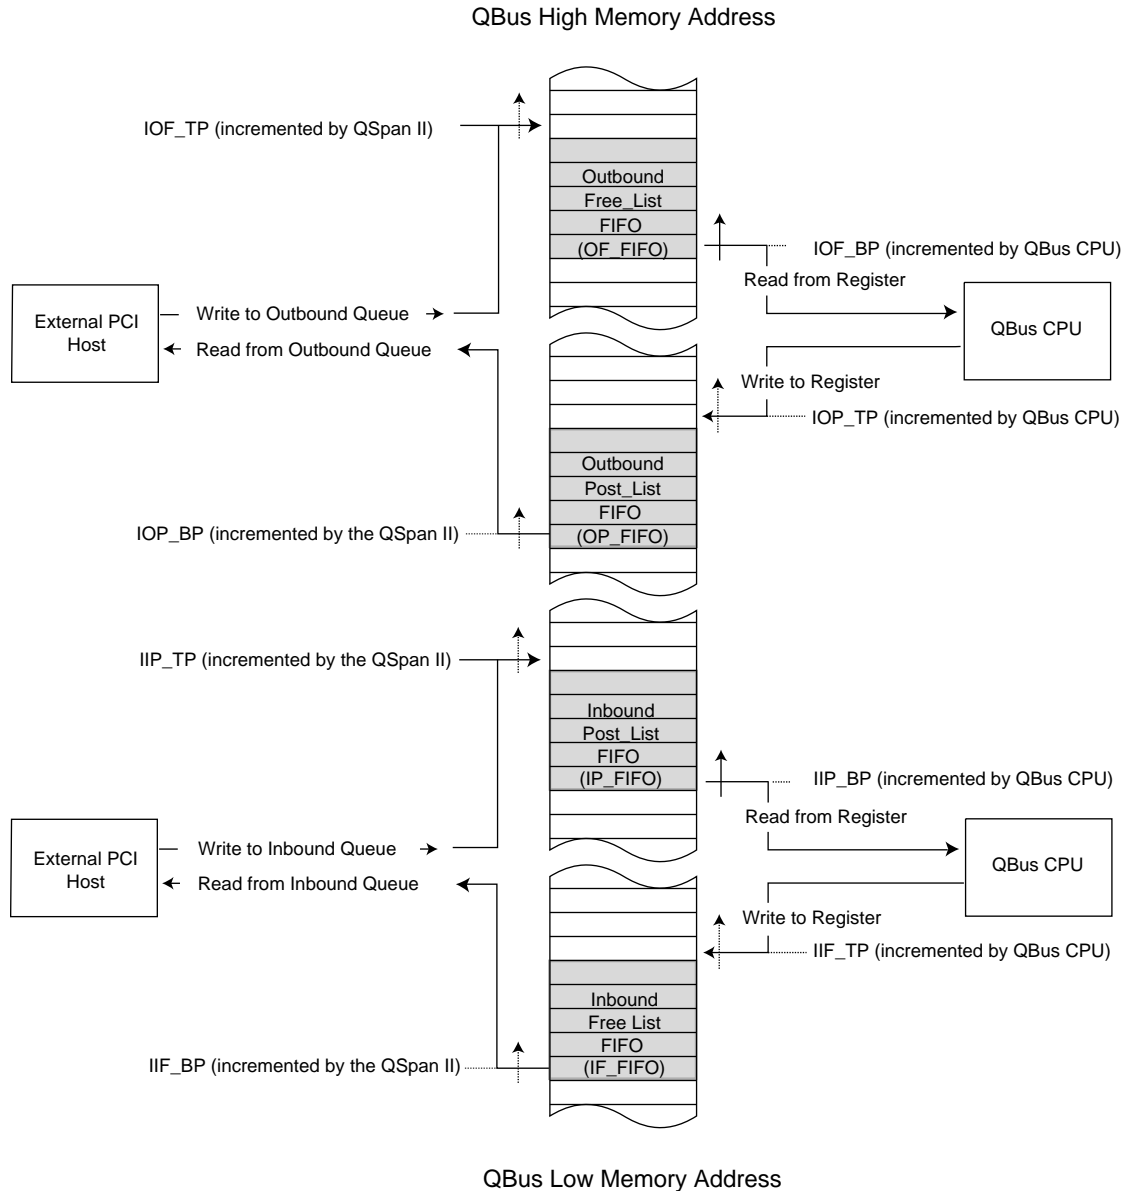 QBus High Memory Address
IOF_TP (incremented by QSpan II)
Outbound
Free_List
FIFO
(OF_FIFO)
IOF_BP (incremented by QBus CPU)
Read from Register
External PCI
Host
Write to Outbound Queue
Read from Outbound Queue
QBus CPU
Write to Register
IOP_TP (incremented by QBus CPU)
Outbound
Post_List
FIFO
(OP_FIFO)
IOP_BP (incremented by the QSpan II)
IIP_TP (incremented by the QSpan II)
Inbound
Post_List
FIFO
(IP_FIFO)
IIP_BP (incremented by QBus CPU)
Read from Register
External PCI
Host
Write to Inbound Queue
Read from Inbound Queue
QBus CPU
Write to Register
IIF_TP (incremented by QBus CPU)
Inbound
Free List
FIFO
(IF_FIFO)
IIF_BP (incremented by the QSpan II)
QBus Low Memory Address